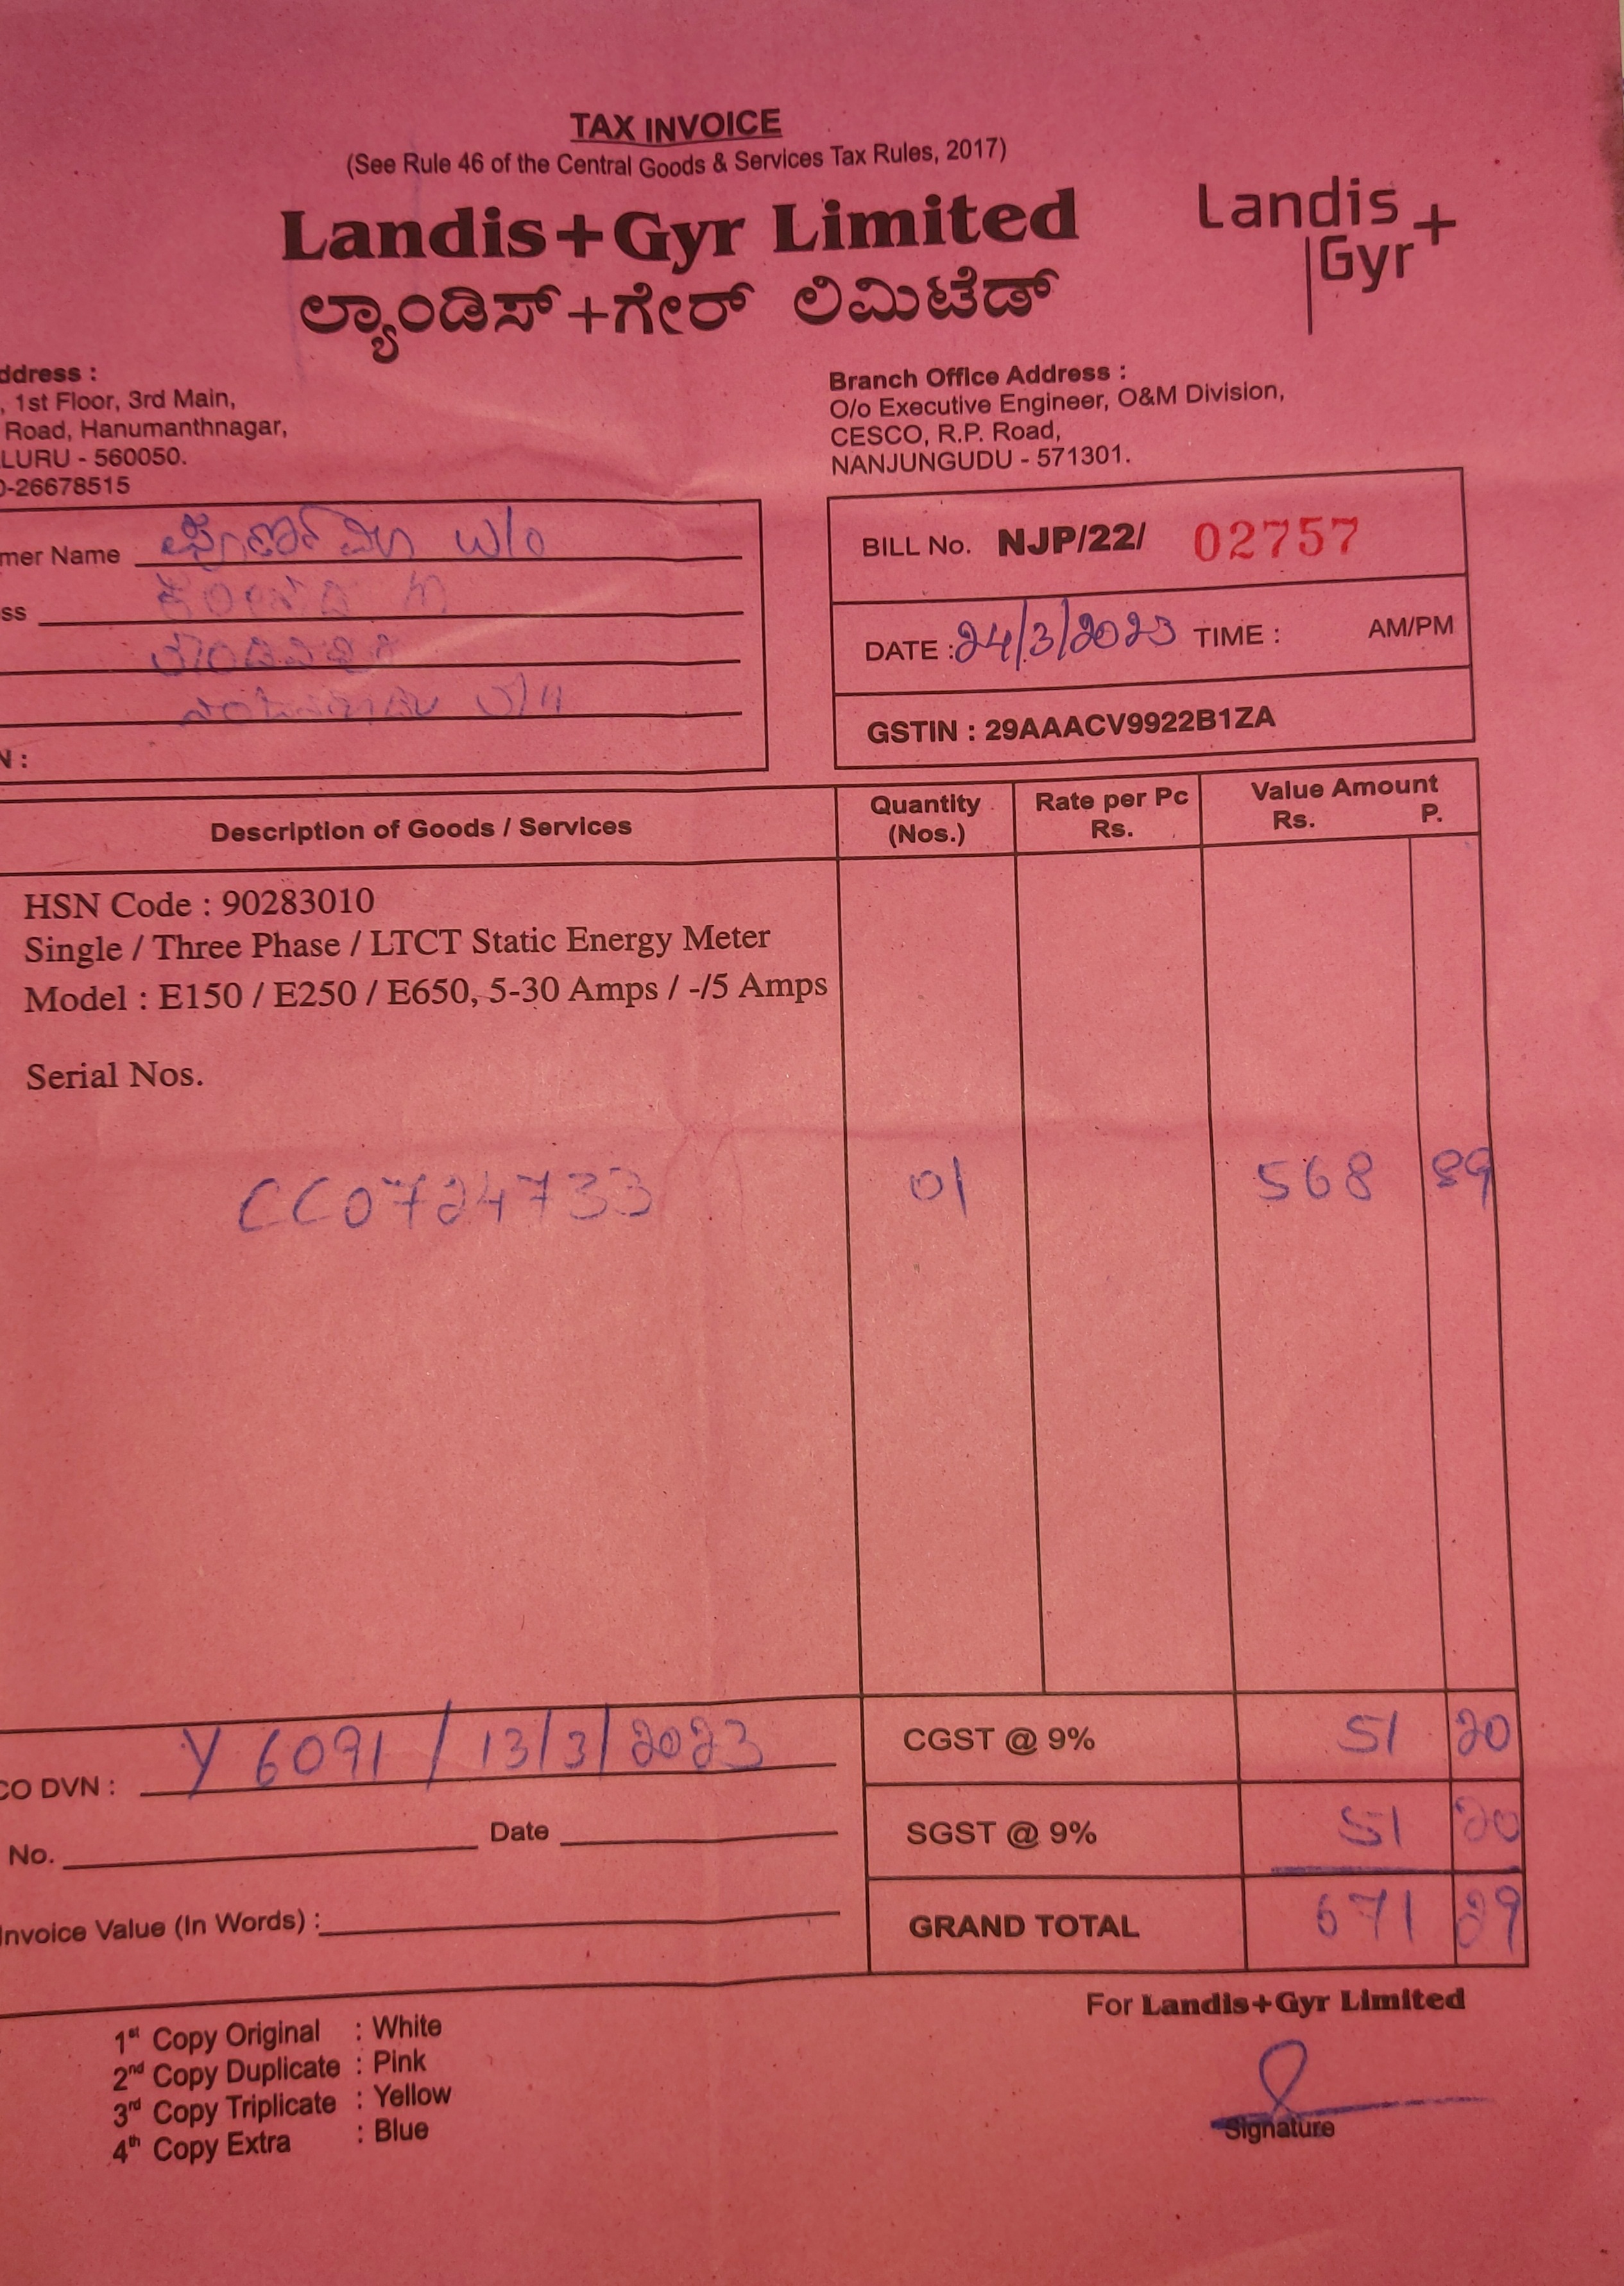 TAX INVOICE
(See Rule 46 of the Central Goods & Services Tax Rules, 2017)
Landis+Gyr Limited
ಲ್ಯಾಂಡಿಸ್+ಗೇರ್ ಲಿಮಿಟೆಡ್
Landis
Gyr+
ddress :
, 1st Floor, 3rd Main,
Road, Hanumanthnagar,
LURU - 560050.
0-26678515
Branch Office Address :
O/o Executive Engineer, O&M Division,
CESCO, R.P. Road,
NANJUNGUDU - 571301.
mer Name W/o
ss
N :
BILL No. NJP/22/ 02757
DATE : 24/3/2023 TIME : AM/PM
GSTIN : 29AAACV9922B1ZA
Description of Goods / Services Quantity (Nos.) Rate per Pc Rs. Value Amount Rs. P.
HSN Code : 90283010
Single / Three Phase / LTCT Static Energy Meter
Model : E150 / E250 / E650, 5-30 Amps / -/5 Amps
Serial Nos.
CC0724733 01 568 89
CO DVN : Y 6091 / 13/3/2023 CGST @ 9% 51 20
No. Date SGST @ 9% 51 20
Invoice Value (In Words) : GRAND TOTAL 671 29
1st Copy Original : White
2nd Copy Duplicate : Pink
3rd Copy Triplicate : Yellow
4th Copy Extra : Blue
For Landis+Gyr Limited
Signature